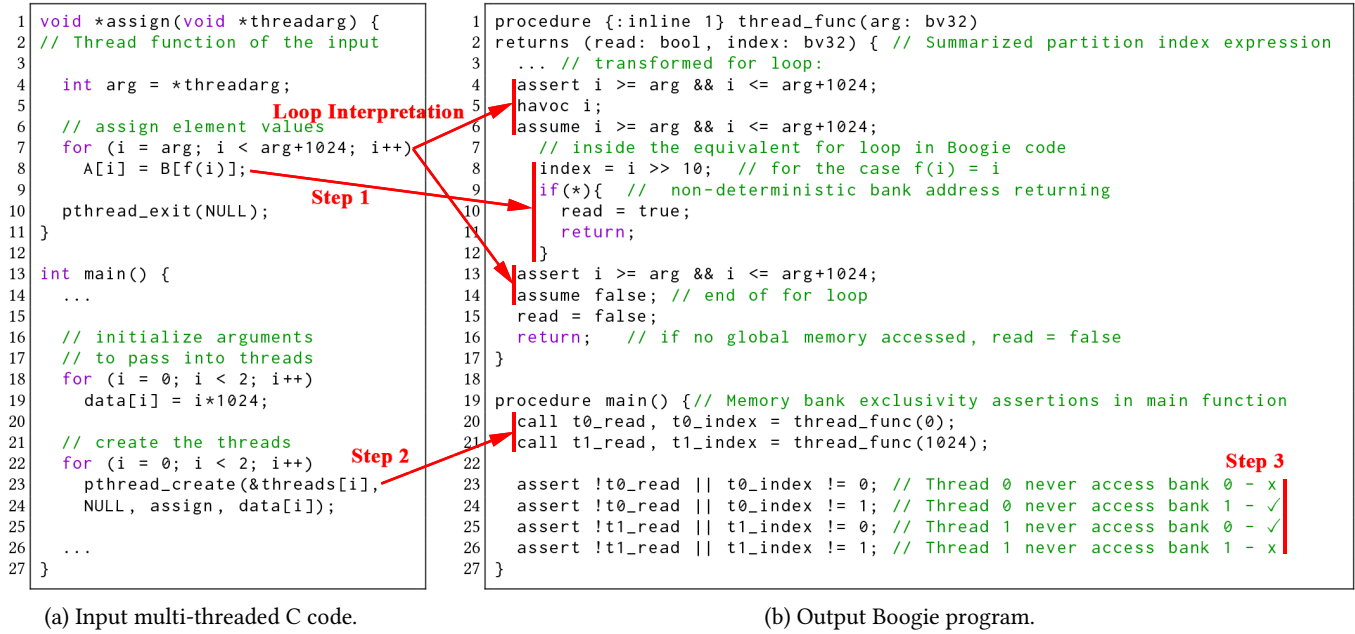 1 void *assign(void *threadarg) {
2 // Thread function of the input
3
4 int arg = *threadarg;
5
6 // assign element values
7 for (i = arg; i < arg+1024; i++)
8 A[i] = B[f(i)];
9
10 pthread_exit(NULL);
11 }
12
13 int main() {
14 ...
15
16 // initialize arguments
17 // to pass into threads
18 for (i = 0; i < 2; i++)
19 data[i] = i*1024;
20
21 // create the threads
22 for (i = 0; i < 2; i++)
23 pthread_create(&threads[i],
24 NULL, assign, data[i]);
25
26 ...
27 }
Loop Interpretation
Step 1
Step 2
1 procedure {:inline 1} thread_func(arg: bv32)
2 returns (read: bool, index: bv32) { // Summarized partition index expression
3 ... // transformed for loop:
4 assert i >= arg && i <= arg+1024;
5 havoc i;
6 assume i >= arg && i <= arg+1024;
7 // inside the equivalent for loop in Boogie code
8 index = i >> 10; // for the case f(i) = i
9 if(*){ // non-deterministic bank address returning
10 read = true;
11 return;
12 }
13 assert i >= arg && i <= arg+1024;
14 assume false; // end of for loop
15 read = false;
16 return; // if no global memory accessed, read = false
17 }
18
19 procedure main() {// Memory bank exclusivity assertions in main function
20 call t0_read, t0_index = thread_func(0);
21 call t1_read, t1_index = thread_func(1024);
22
Step 3
23 assert !t0_read || t0_index != 0; // Thread 0 never access bank 0 - x
24 assert !t0_read || t0_index != 1; // Thread 0 never access bank 1 - ✓
25 assert !t1_read || t1_index != 0; // Thread 1 never access bank 0 - ✓
26 assert !t1_read || t1_index != 1; // Thread 1 never access bank 1 - x
27 }
(a) Input multi-threaded C code.
(b) Output Boogie program.